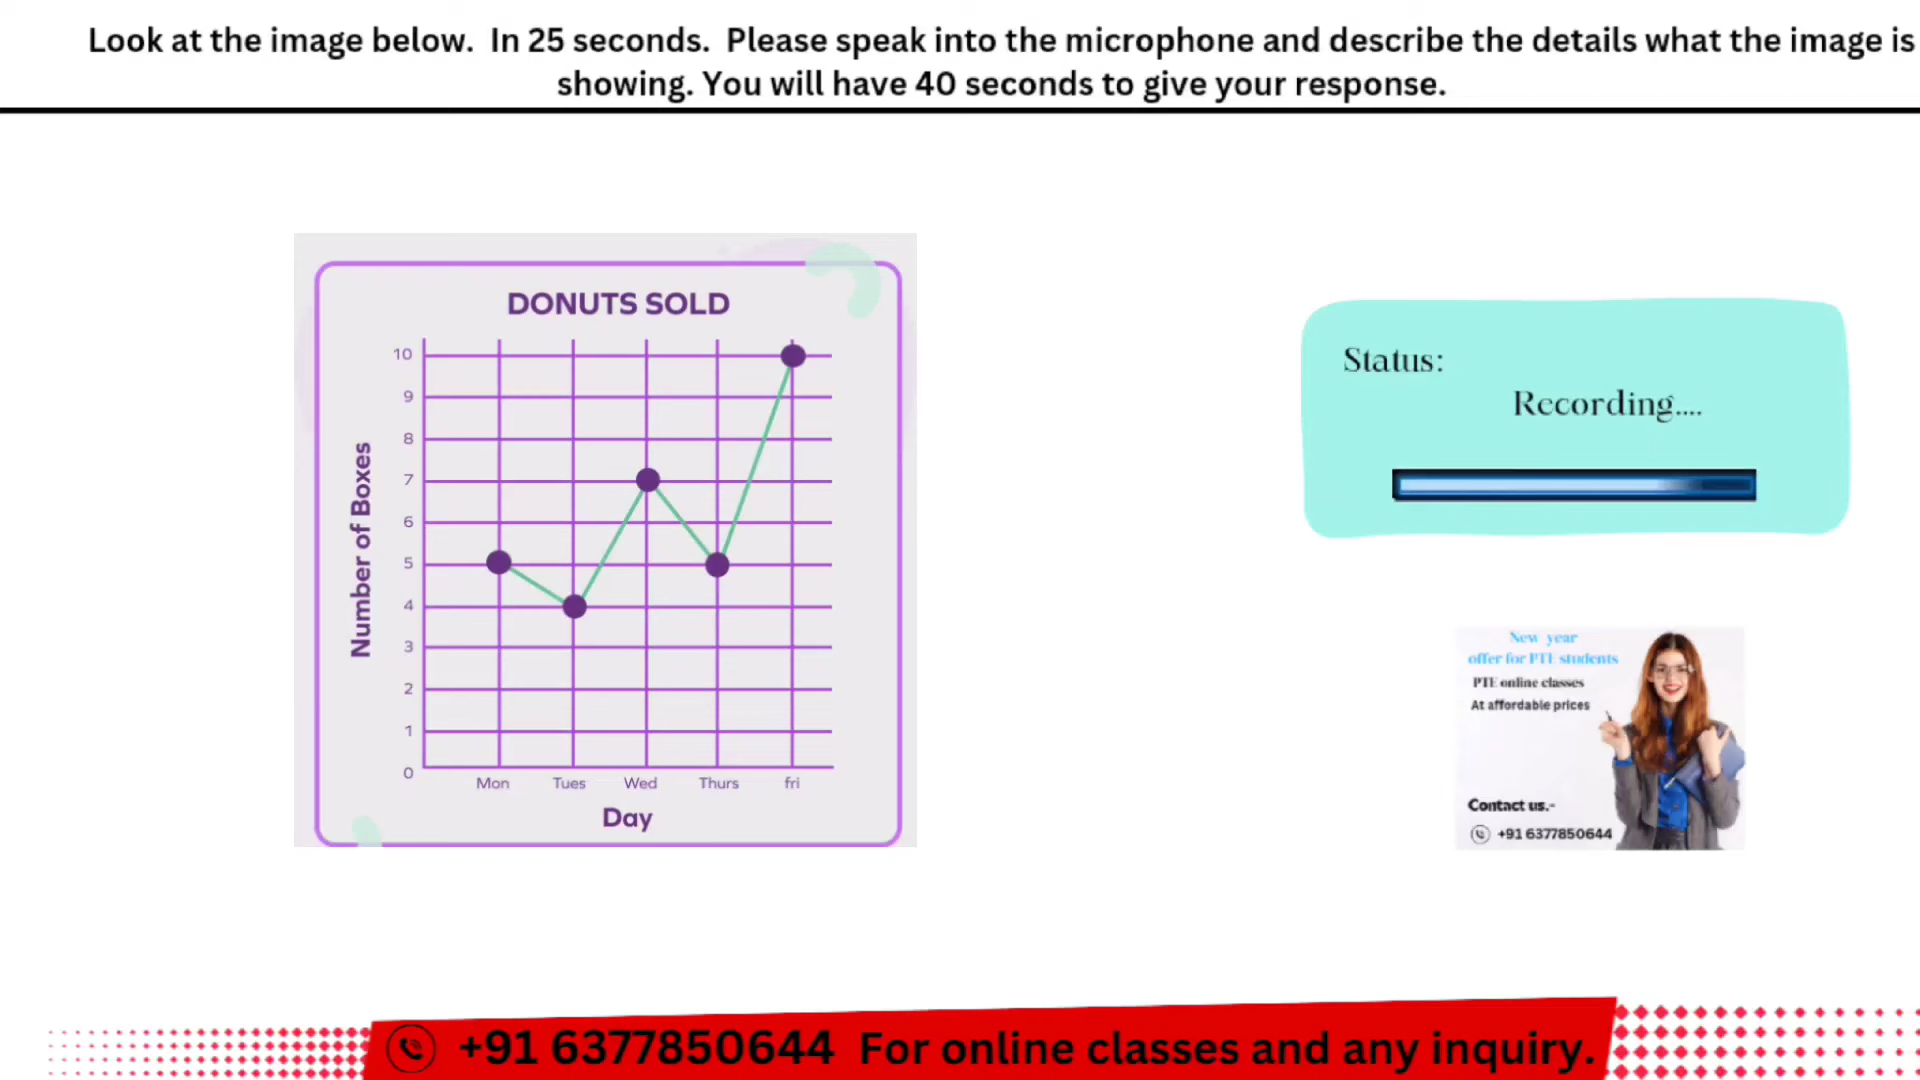 Look at the image below. In 25 seconds. Please speak into the microphone and describe the details what the image is
showing. You will have 40 seconds to give your response.
DONUTS SOLD
Number of Boxes
10
9
8
7
6
5
4
3
2
1
0
Mon Tues Wed Thurs fri
Day
Status:
Recording....
New year
offer for PTE students
PTE online classes
At affordable prices
Contact us.-
+91 6377850644
+91 6377850644 For online classes and any inquiry.